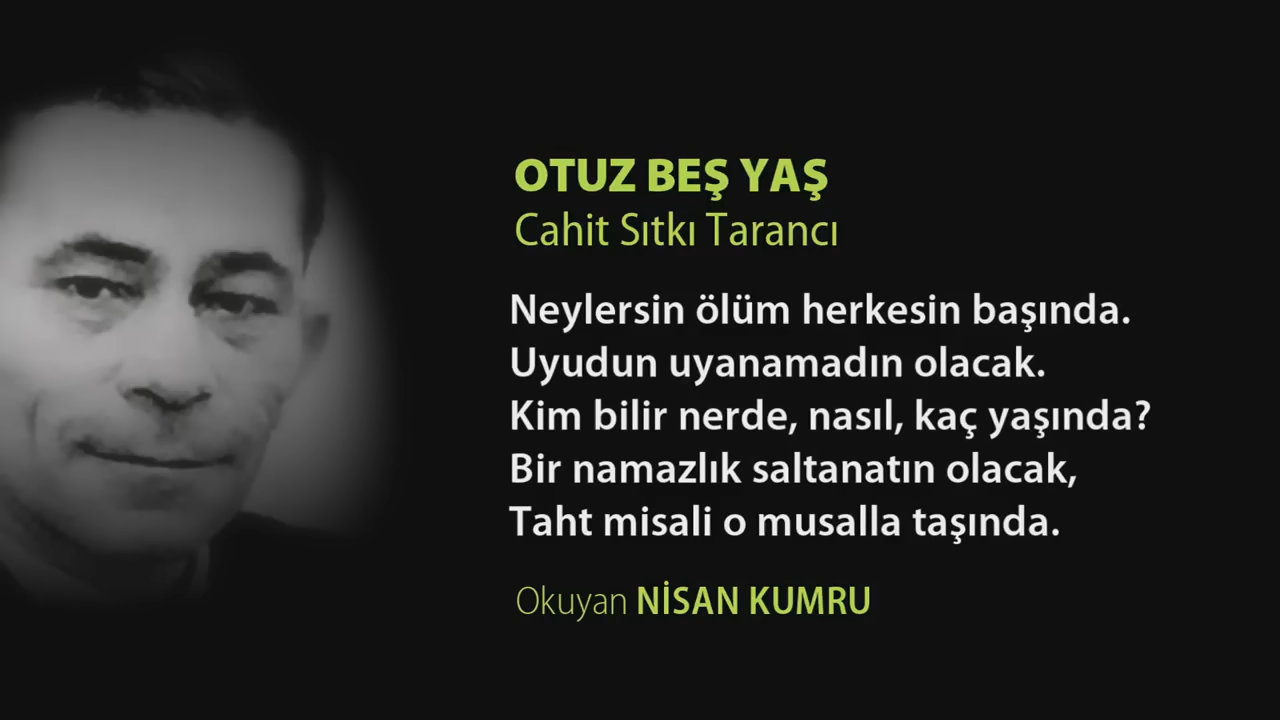 OTUZ BEŞ YAŞ
Cahit Sıtkı Tarancı
Neylersin ölüm herkesin başında.
Uyudun uyanamadın olacak.
Kim bilir nerde, nasıl, kaç yaşında?
Bir namazlık saltanatın olacak,
Taht misali o musalla taşında.
Okuyan NİSAN KUMRU